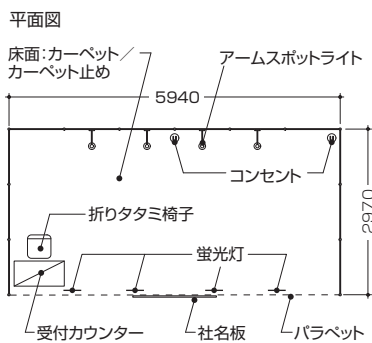 平面図
床面：カーペット／
カーペット止め
アームスポットライト
5940
コンセント
2970
折りタタミ椅子
蛍光灯
受付カウンター
社名板
パラペット